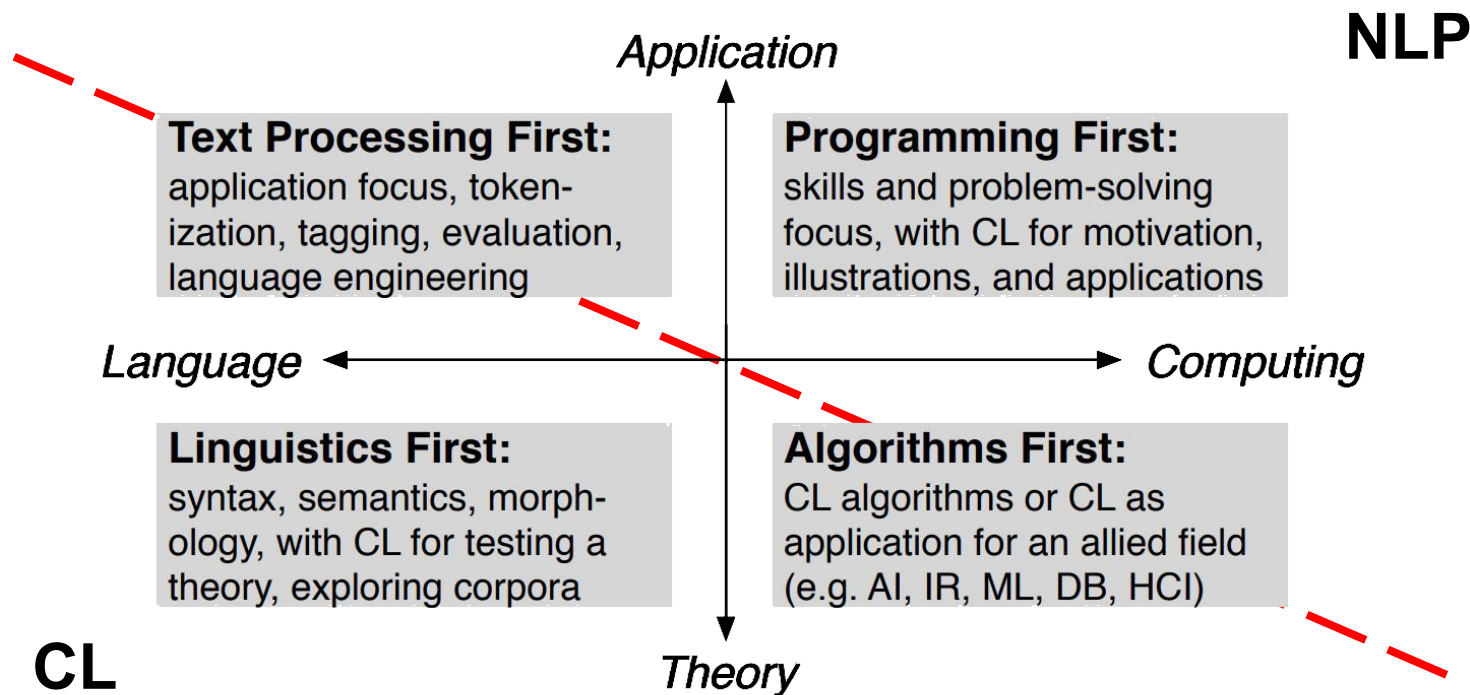 NLP
Application
Text Processing First:
application focus, token-
ization, tagging, evaluation,
language engineering
Programming First:
skills and problem-solving
focus, with CL for motivation,
illustrations, and applications
Language
Computing
Linguistics First:
syntax, semantics, morph-
ology, with CL for testing a
theory, exploring corpora
Algorithms First:
CL algorithms or CL as
application for an allied field
(e.g. AI, IR, ML, DB, HCI)
CL
Theory